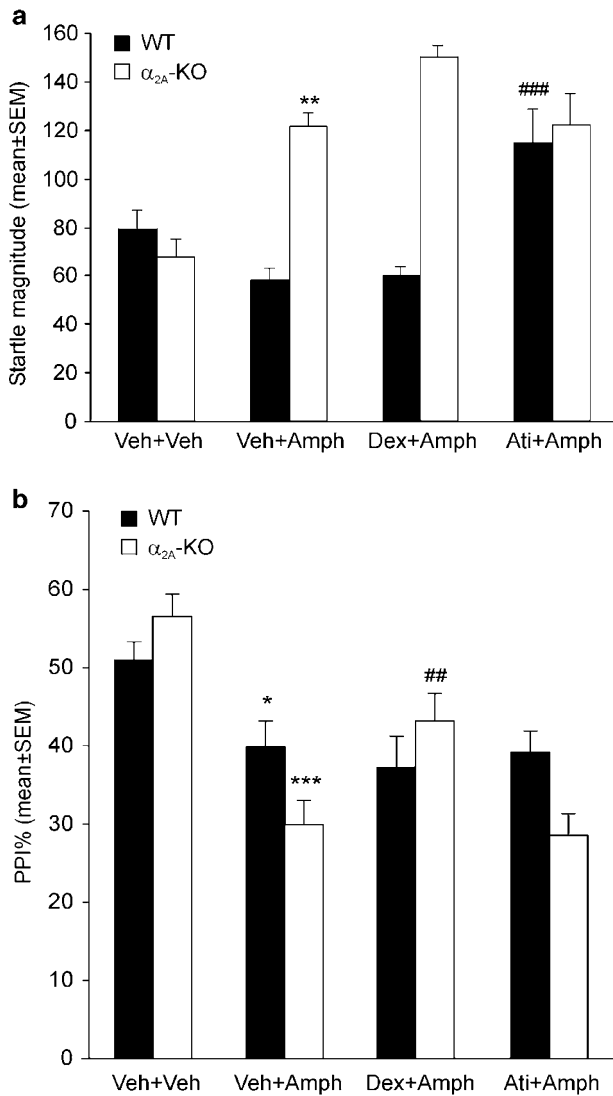 a
160
140
120
100
80
60
40
20
0
Startle magnitude (mean±SEM)
WT
α2A-KO
**
###
Veh+Veh Veh+Amph Dex+Amph Ati+Amph
b
70
60
50
40
30
20
10
0
PPI% (mean±SEM)
WT
α2A-KO
*
***
##
Veh+Veh Veh+Amph Dex+Amph Ati+Amph